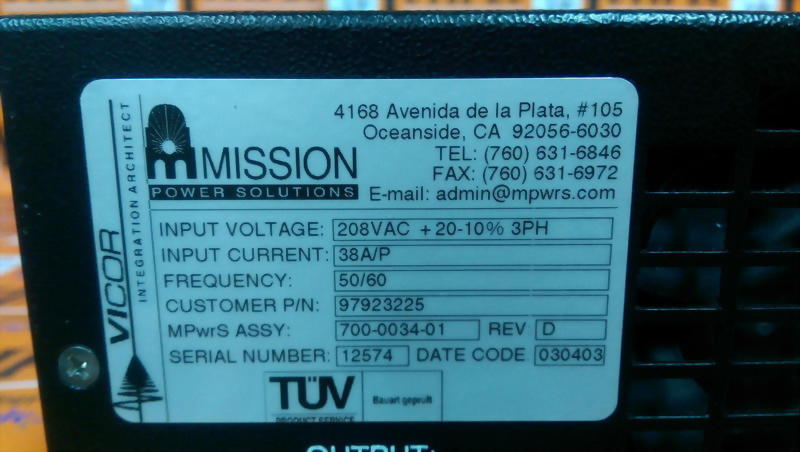 4168 Avenida de la Plata, #105
Oceanside, CA 92056-6030
TEL: (760) 631-6846
FAX: (760) 631-6972
E-mail: admin@mpwrs.com
m MISSION
POWER SOLUTIONS
VICOR
INTEGRATION ARCHITECT
INPUT VOLTAGE: 208VAC +20-10% 3PH
INPUT CURRENT: 38A/P
FREQUENCY: 50/60
CUSTOMER P/N: 97923225
MPwrS ASSY: 700-0034-01 REV D
SERIAL NUMBER: 12574 DATE CODE 030403
TÜV Bauart geprüft
PRODUCT SERVICE
OUTPUT: